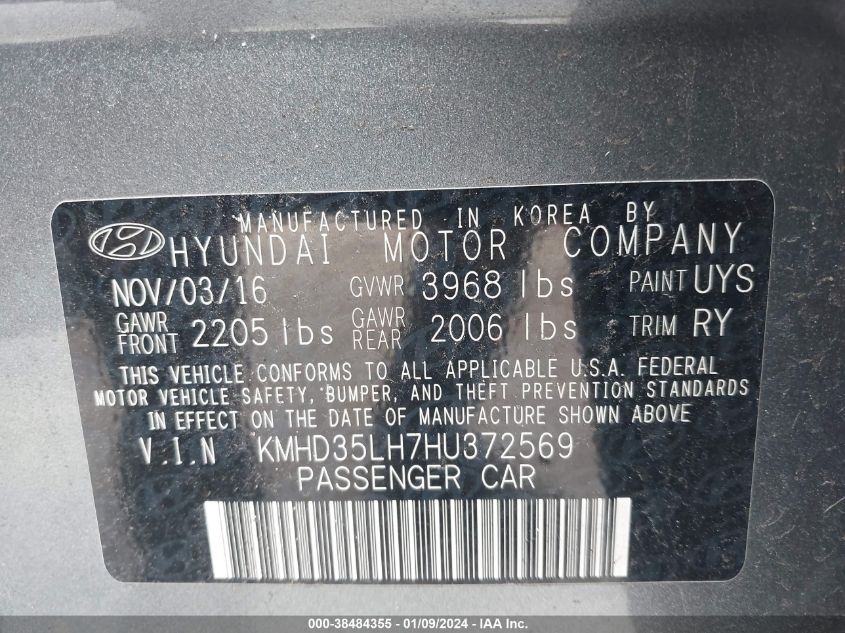 MANUFACTURED IN KOREA BY
HYUNDAI MOTOR COMPANY
NOV/03/16 GVWR 3968 lbs PAINT UYS
GAWR FRONT 2205 lbs GAWR REAR 2006 lbs TRIM RY
THIS VEHICLE CONFORMS TO ALL APPLICABLE U.S.A. FEDERAL
MOTOR VEHICLE SAFETY, BUMPER, AND THEFT PREVENTION STANDARDS
IN EFFECT ON THE DATE OF MANUFACTURE SHOWN ABOVE
V.I.N KMHD35LH7HU372569
PASSENGER CAR
000-38484355 - 01/09/2024 - IAA Inc.